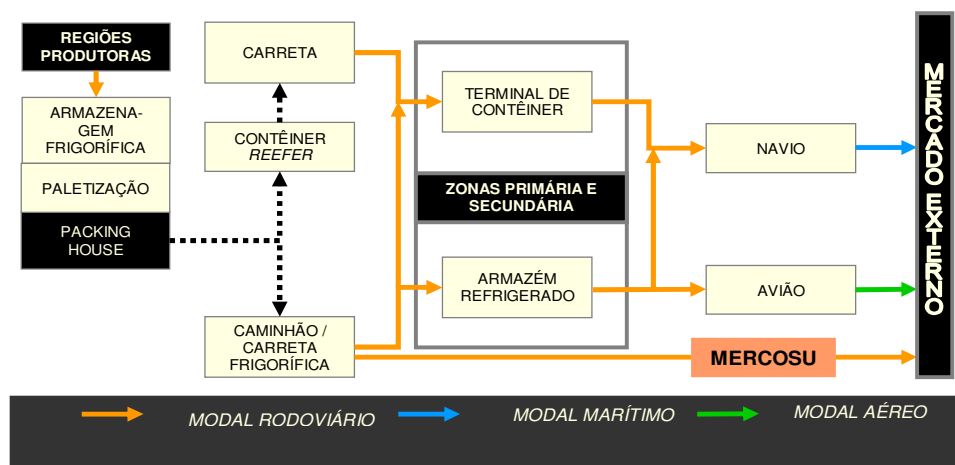 REGIÕES
PRODUTORAS
ARMAZENA-
GEM
FRIGORÍFICA
PALETIZAÇÃO
PACKING
HOUSE
CARRETA
CONTÊINER
REEFER
CAMINHÃO /
CARRETA
FRIGORÍFICA
TERMINAL DE
CONTÊINER
ZONAS PRIMÁRIA E
SECUNDÁRIA
ARMAZÉM
REFRIGERADO
NAVIO
AVIÃO
MERCOSU
MERCADO EXTERNO
MODAL RODOVIÁRIO
MODAL MARÍTIMO
MODAL AÉREO